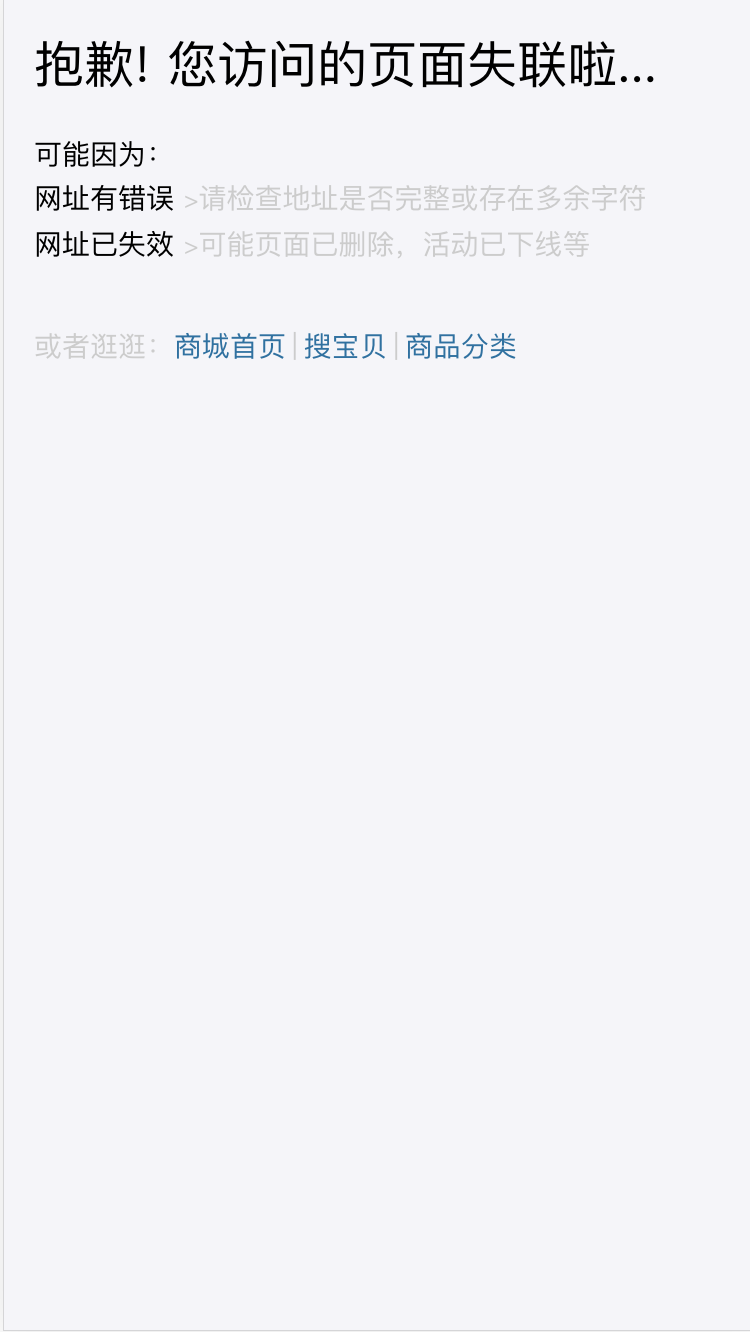 抱歉! 您访问的页面失联啦...
可能因为：
网址有错误 >请检查地址是否完整或存在多余字符
网址已失效 >可能页面已删除，活动已下线等
或者逛逛：商城首页|搜宝贝|商品分类